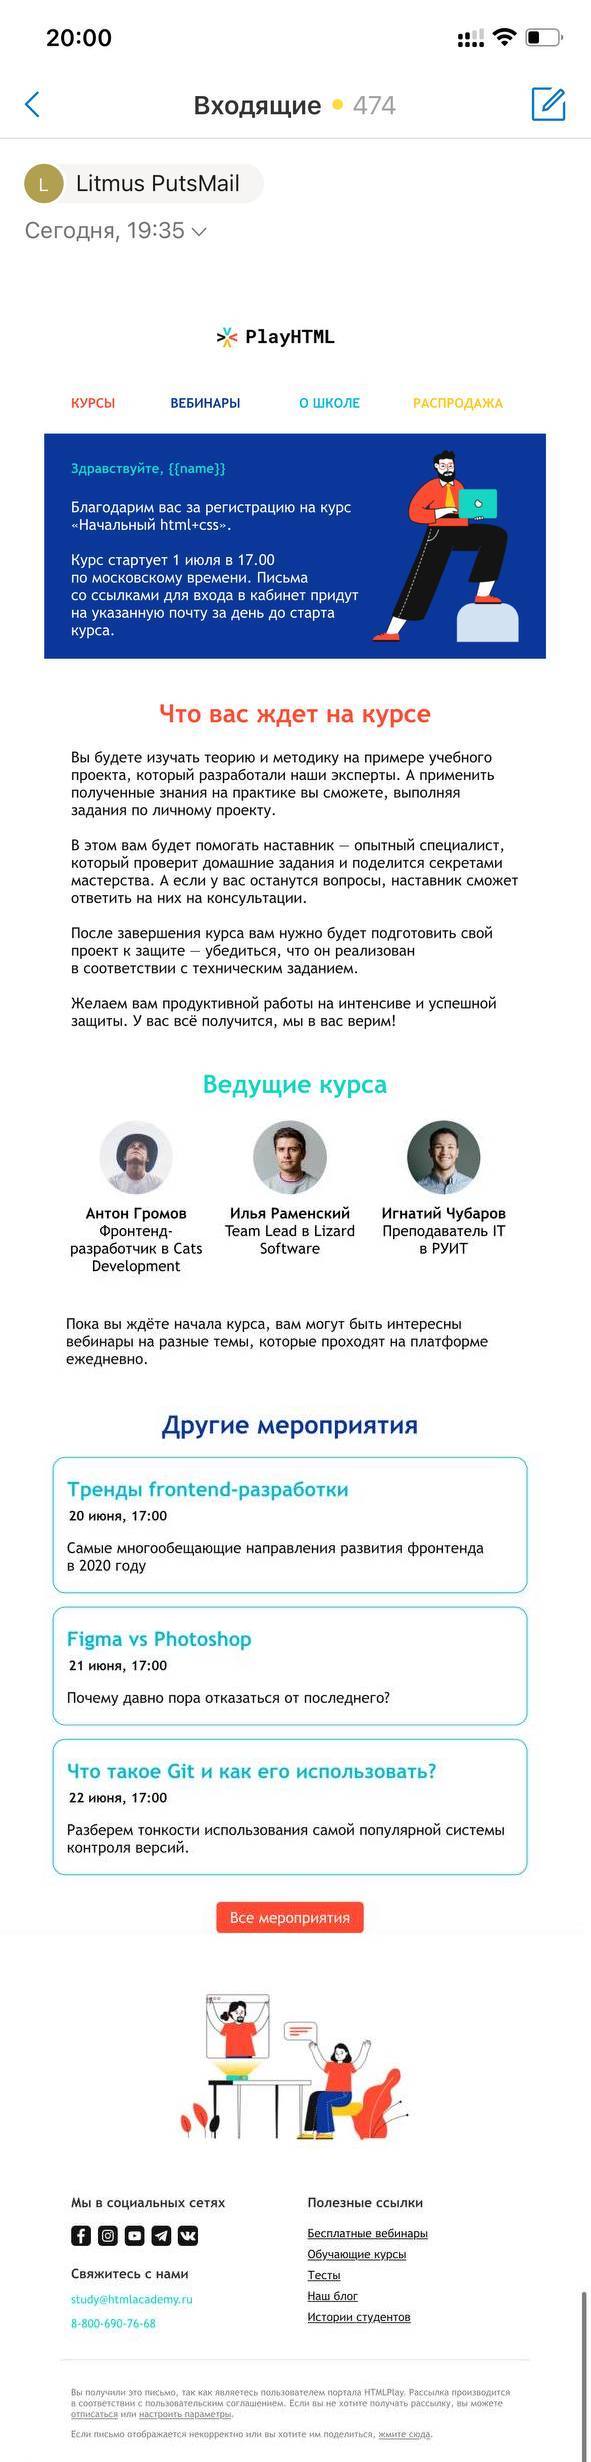 20:00
Входящие 474
L Litmus PutsMail
Сегодня, 19:35
PlayHTML
КУРСЫ ВЕБИНАРЫ О ШКОЛЕ РАСПРОДАЖА
Здравствуйте, {{name}}
Благодарим вас за регистрацию на курс
«Начальный html+css».
Курс стартует 1 июля в 17.00
по московскому времени. Письма
со ссылками для входа в кабинет придут
на указанную почту за день до старта
курса.
Что вас ждет на курсе
Вы будете изучать теорию и методику на примере учебного
проекта, который разработали наши эксперты. А применить
полученные знания на практике вы сможете, выполняя
задания по личному проекту.
В этом вам будет помогать наставник — опытный специалист,
который проверит домашние задания и поделится секретами
мастерства. А если у вас останутся вопросы, наставник сможет
ответить на них на консультации.
После завершения курса вам нужно будет подготовить свой
проект к защите — убедиться, что он реализован
в соответствии с техническим заданием.
Желаем вам продуктивной работы на интенсиве и успешной
защиты. У вас всё получится, мы в вас верим!
Ведущие курса
Антон Громов
Фронтенд-
разработчик в Cats
Development
Илья Раменский
Team Lead в Lizard
Software
Игнатий Чубаров
Преподаватель IT
в РУИТ
Пока вы ждёте начала курса, вам могут быть интересны
вебинары на разные темы, которые проходят на платформе
ежедневно.
Другие мероприятия
Тренды frontend-разработки
20 июня, 17:00
Самые многообещающие направления развития фронтенда
в 2020 году
Figma vs Photoshop
21 июня, 17:00
Почему давно пора отказаться от последнего?
Что такое Git и как его использовать?
22 июня, 17:00
Разберем тонкости использования самой популярной системы
контроля версий.
Все мероприятия
Мы в социальных сетях
Свяжитесь с нами
study@htmlacademy.ru
8-800-690-76-68
Полезные ссылки
Бесплатные вебинары
Обучающие курсы
Тесты
Наш блог
Истории студентов
Вы получили это письмо, так как являетесь пользователем портала HTMLPlay. Рассылка производится
в соответствии с пользовательским соглашением. Если вы не хотите получать рассылку, вы можете
отписаться или настроить параметры.
Если письмо отображается некорректно или вы хотите им поделиться, жмите сюда.